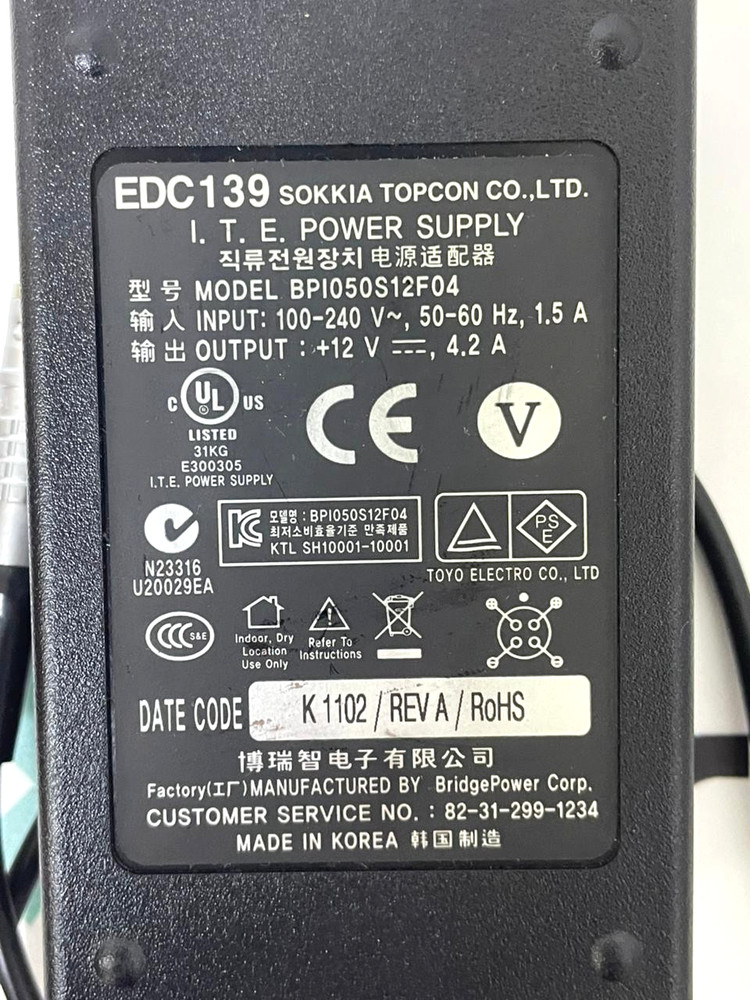 EDC139 SOKKIA TOPCON CO.,LTD.
I. T. E. POWER SUPPLY
직류전원장치 电源适配器
型号 MODEL BPI050S12F04
输入 INPUT: 100-240 V~, 50-60 Hz, 1.5 A
输出 OUTPUT : +12 V ⎓, 4.2 A
C UL US
LISTED
31KG
E300305
I.T.E. POWER SUPPLY
CE
V
N23316
U20029EA
모델명 : BPI050S12F04
최저소비효율기준 만족제품
KTL SH10001-10001
PS
E
TOYO ELECTRO CO., LTD
CCC S&E
Indoor, Dry
Location
Use Only
Refer To
Instructions
DATE CODE K 1102 / REV A / RoHS
博瑞智电子有限公司
Factory(工厂)MANUFACTURED BY BridgePower Corp.
CUSTOMER SERVICE NO. : 82-31-299-1234
MADE IN KOREA 韩国制造